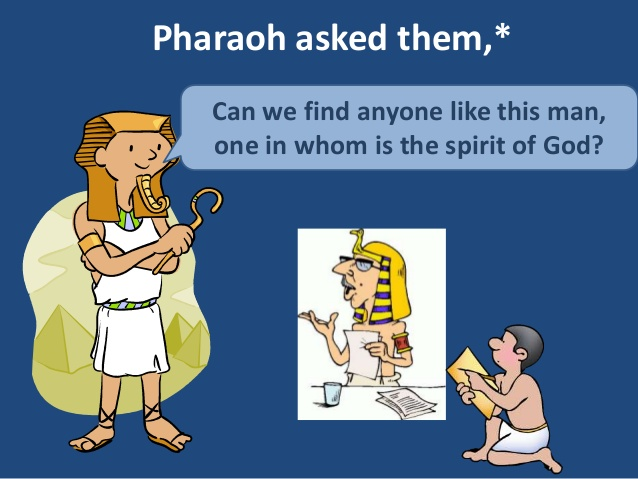 Pharaoh asked them,*
Can we find anyone like this man,
one in whom is the spirit of God?